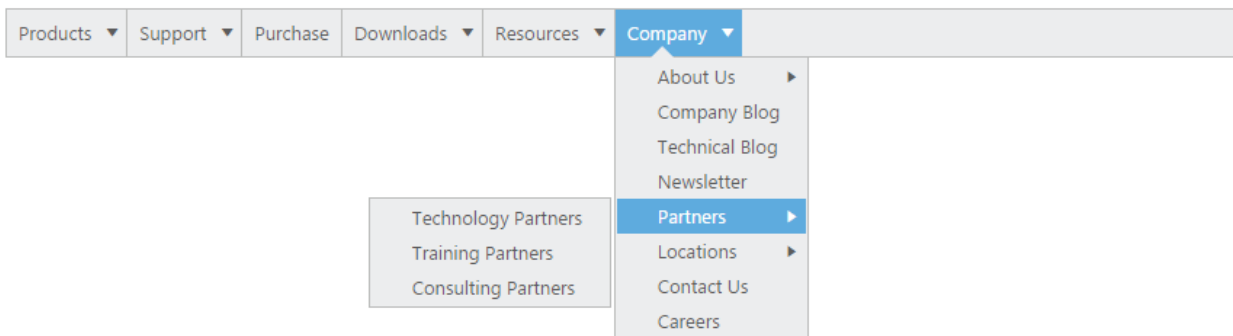 Products
Support
Purchase
Downloads
Resources
Company
About Us
Company Blog
Technical Blog
Newsletter
Partners
Technology Partners
Training Partners
Consulting Partners
Locations
Contact Us
Careers